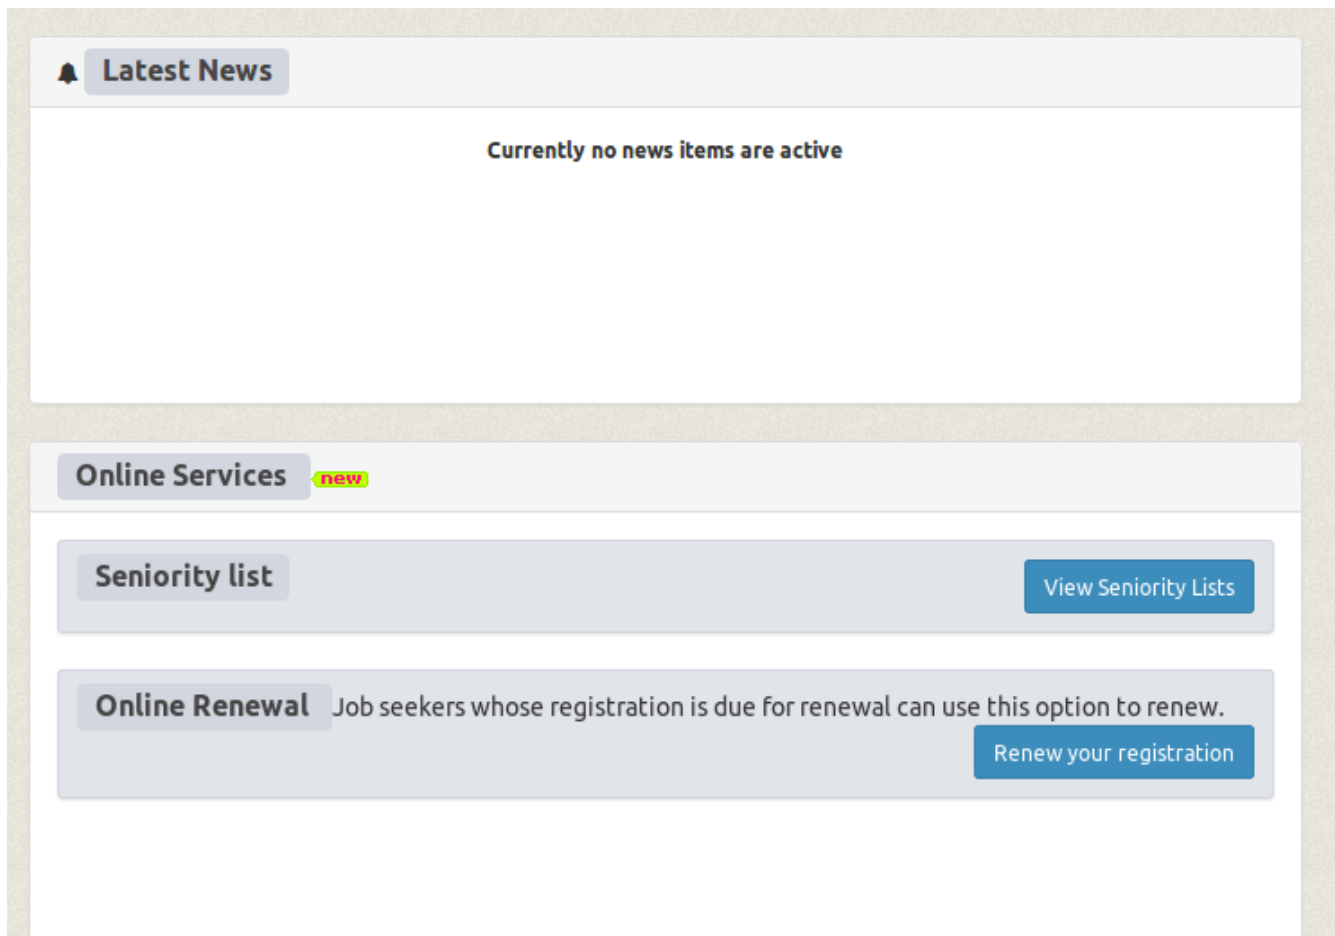 Latest News
Currently no news items are active
Online Services new
Seniority list
View Seniority Lists
Online Renewal Job seekers whose registration is due for renewal can use this option to renew.
Renew your registration